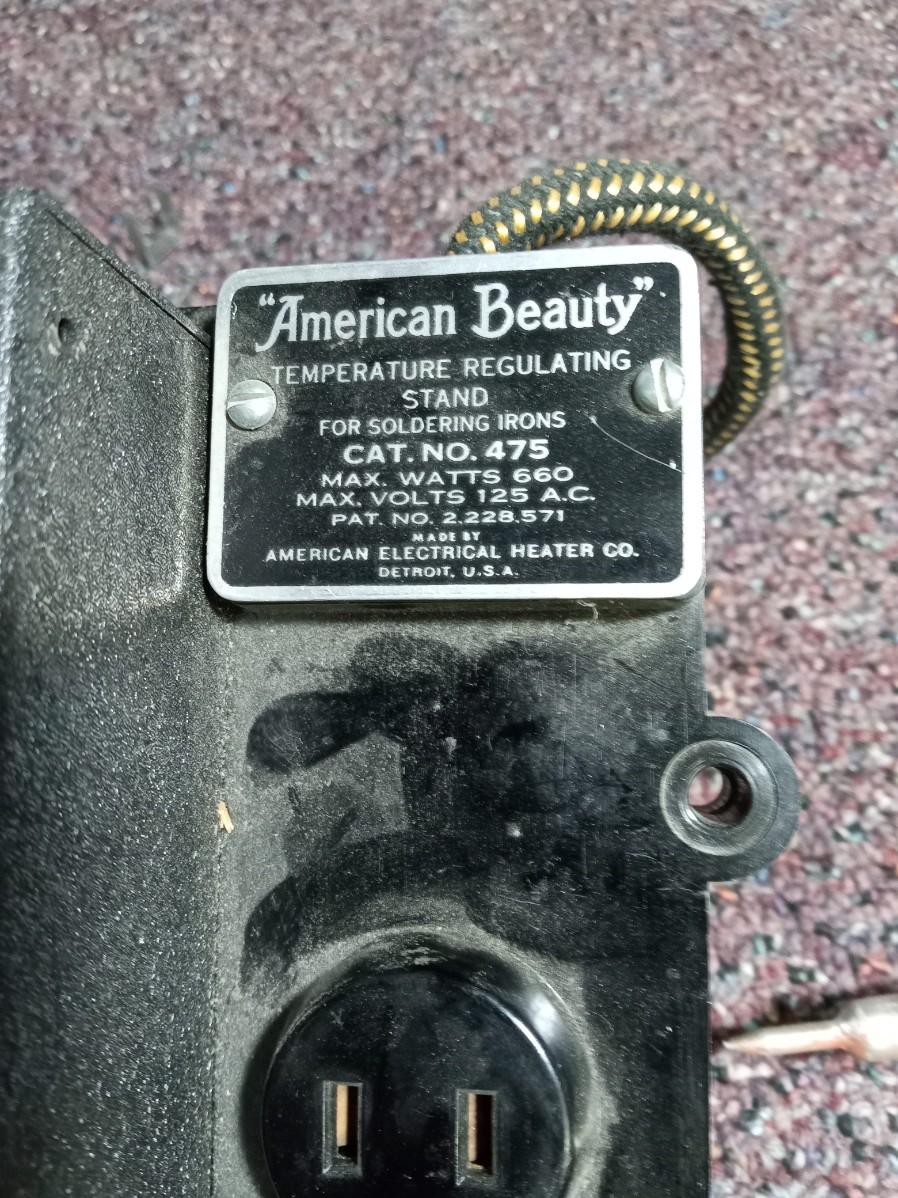 "American Beauty"
TEMPERATURE REGULATING
STAND
FOR SOLDERING IRONS
CAT. NO. 475
MAX. WATTS 660
MAX. VOLTS 125 A.C.
PAT. NO. 2,228,571
MADE BY
AMERICAN ELECTRICAL HEATER CO.
DETROIT, U.S.A.